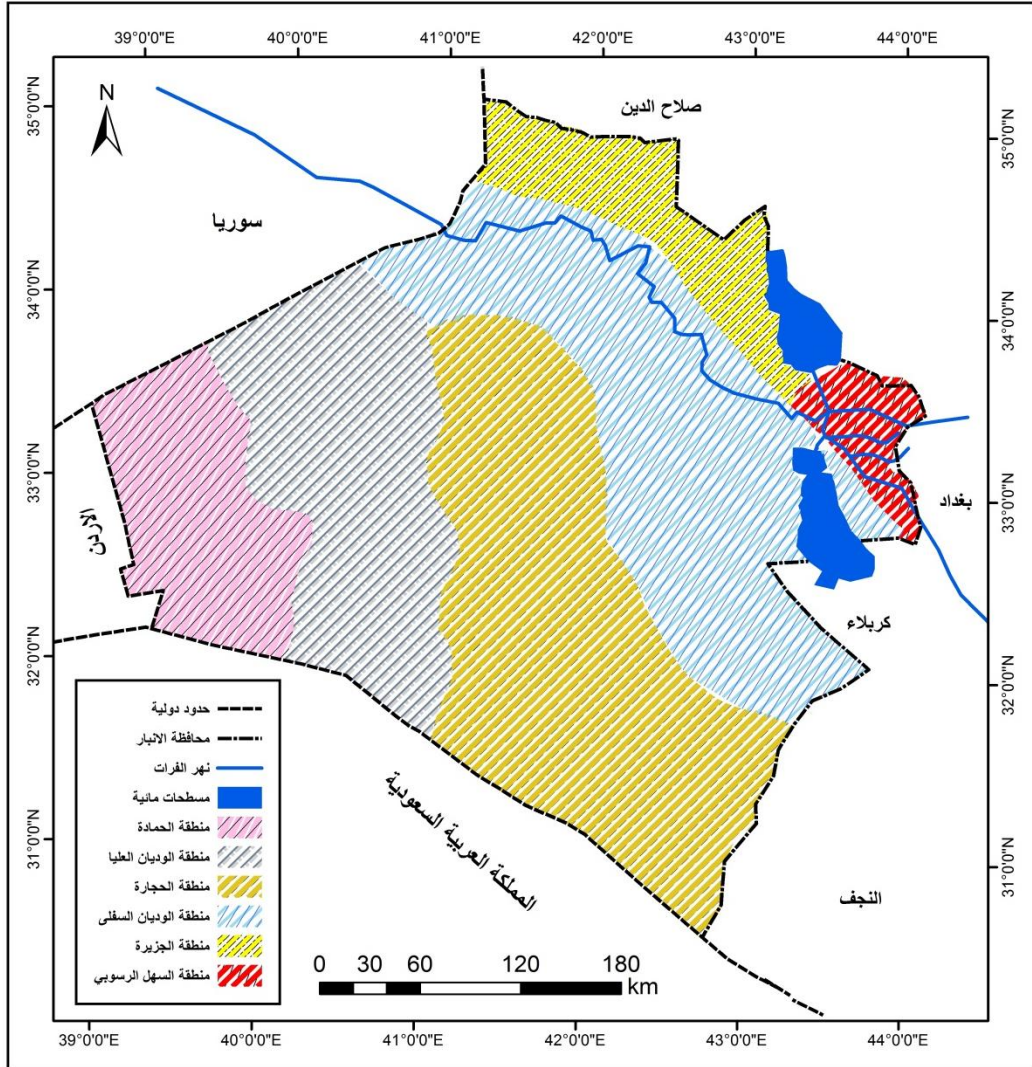 39°0'0"E 40°0'0"E 41°0'0"E 42°0'0"E 43°0'0"E 44°0'0"E
35°0'0"N
34°0'0"N
33°0'0"N
32°0'0"N
31°0'0"N
N
صلاح الدين
سوريا
الاردن
بغداد
كربلاء
النجف
المملكة العربية السعودية
35°0'0"N
34°0'0"N
33°0'0"N
32°0'0"N
31°0'0"N
حدود دولية
محافظة الانبار
نهر الفرات
مسطحات مائية
منطقة الحمادة
منطقة الوديان العليا
منطقة الحجارة
منطقة الوديان السفلى
منطقة الجزيرة
منطقة السهل الرسوبي
0 30 60 120 180
km
39°0'0"E 40°0'0"E 41°0'0"E 42°0'0"E 43°0'0"E 44°0'0"E